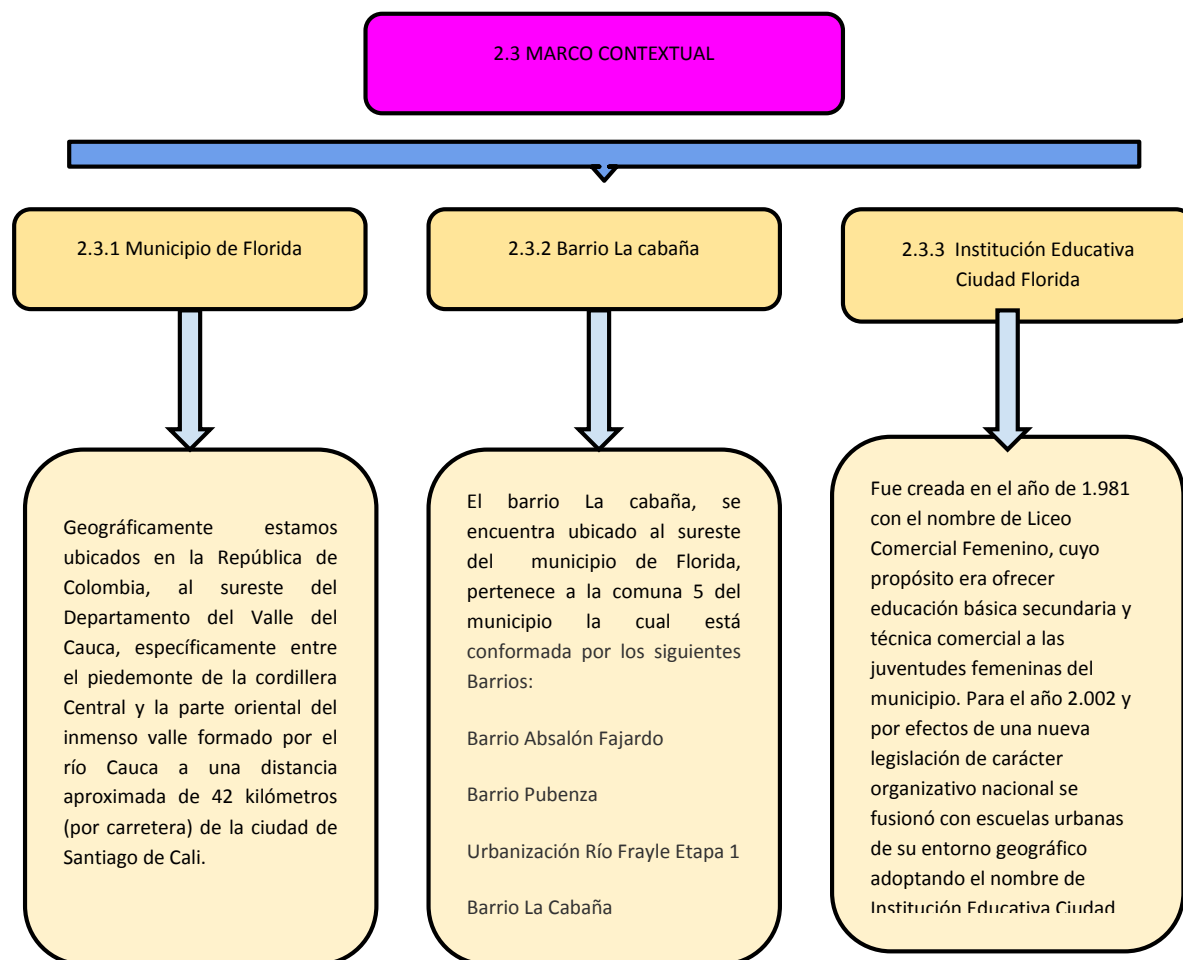 2.3 MARCO CONTEXTUAL
2.3.1 Municipio de Florida
Geográficamente estamos
ubicados en la República de
Colombia, al sureste del
Departamento del Valle del
Cauca, específicamente entre
el piedemonte de la cordillera
Central y la parte oriental del
inmenso valle formado por el
río Cauca a una distancia
aproximada de 42 kilómetros
(por carretera) de la ciudad de
Santiago de Cali.
2.3.2 Barrio La cabaña
El barrio La cabaña, se
encuentra ubicado al sureste
del municipio de Florida,
pertenece a la comuna 5 del
municipio la cual está
conformada por los siguientes
Barrios:
Barrio Absalón Fajardo
Barrio Pubenza
Urbanización Río Frayle Etapa 1
Barrio La Cabaña
2.3.3 Institución Educativa
Ciudad Florida
Fue creada en el año de 1.981
con el nombre de Liceo
Comercial Femenino, cuyo
propósito era ofrecer
educación básica secundaria y
técnica comercial a las
juventudes femeninas del
municipio. Para el año 2.002 y
por efectos de una nueva
legislación de carácter
organizativo nacional se
fusionó con escuelas urbanas
de su entorno geográfico
adoptando el nombre de
Institución Educativa Ciudad